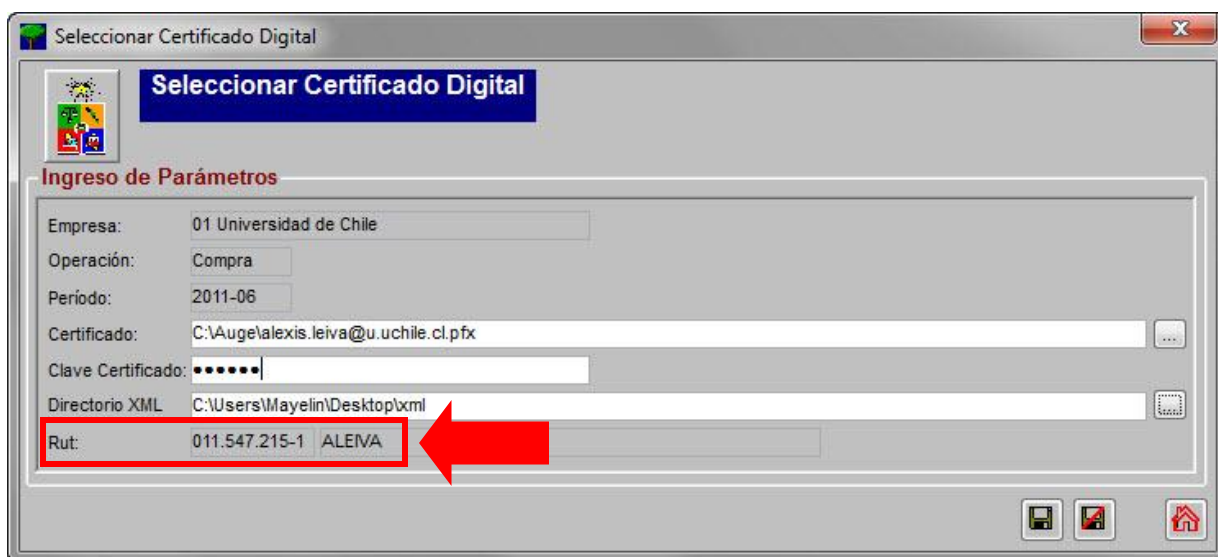 Seleccionar Certificado Digital
Seleccionar Certificado Digital
Ingreso de Parámetros
Empresa: 01 Universidad de Chile
Operación: Compra
Período: 2011-06
Certificado: C:\Auge\alexis.leiva@u.uchile.cl.pfx ...
Clave Certificado: ●●●●●●
Directorio XML C:\Users\Mayelin\Desktop\xml ...
Rut: 011.547.215-1 ALEIVA